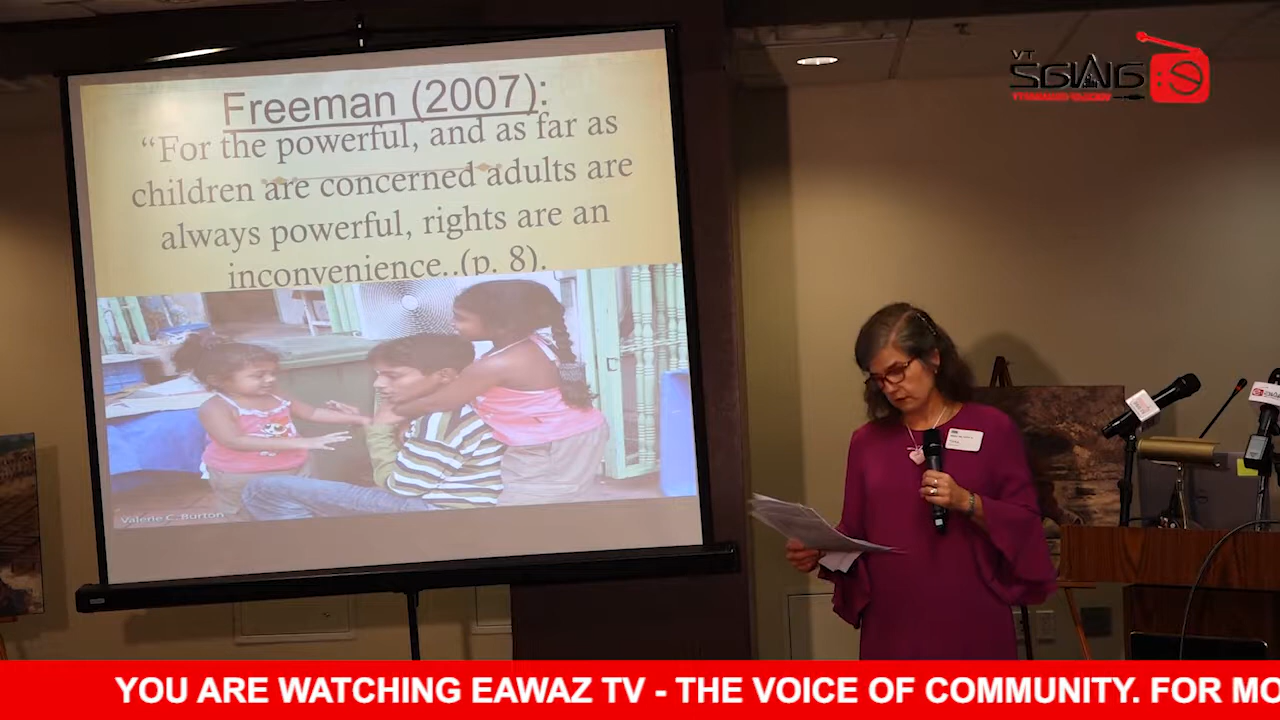 Freeman (2007):
“For the powerful, and as far as
children are concerned adults are
always powerful, rights are an
inconvenience..(p. 8).
Valerie C. Burton
YOU ARE WATCHING EAWAZ TV - THE VOICE OF COMMUNITY. FOR MO